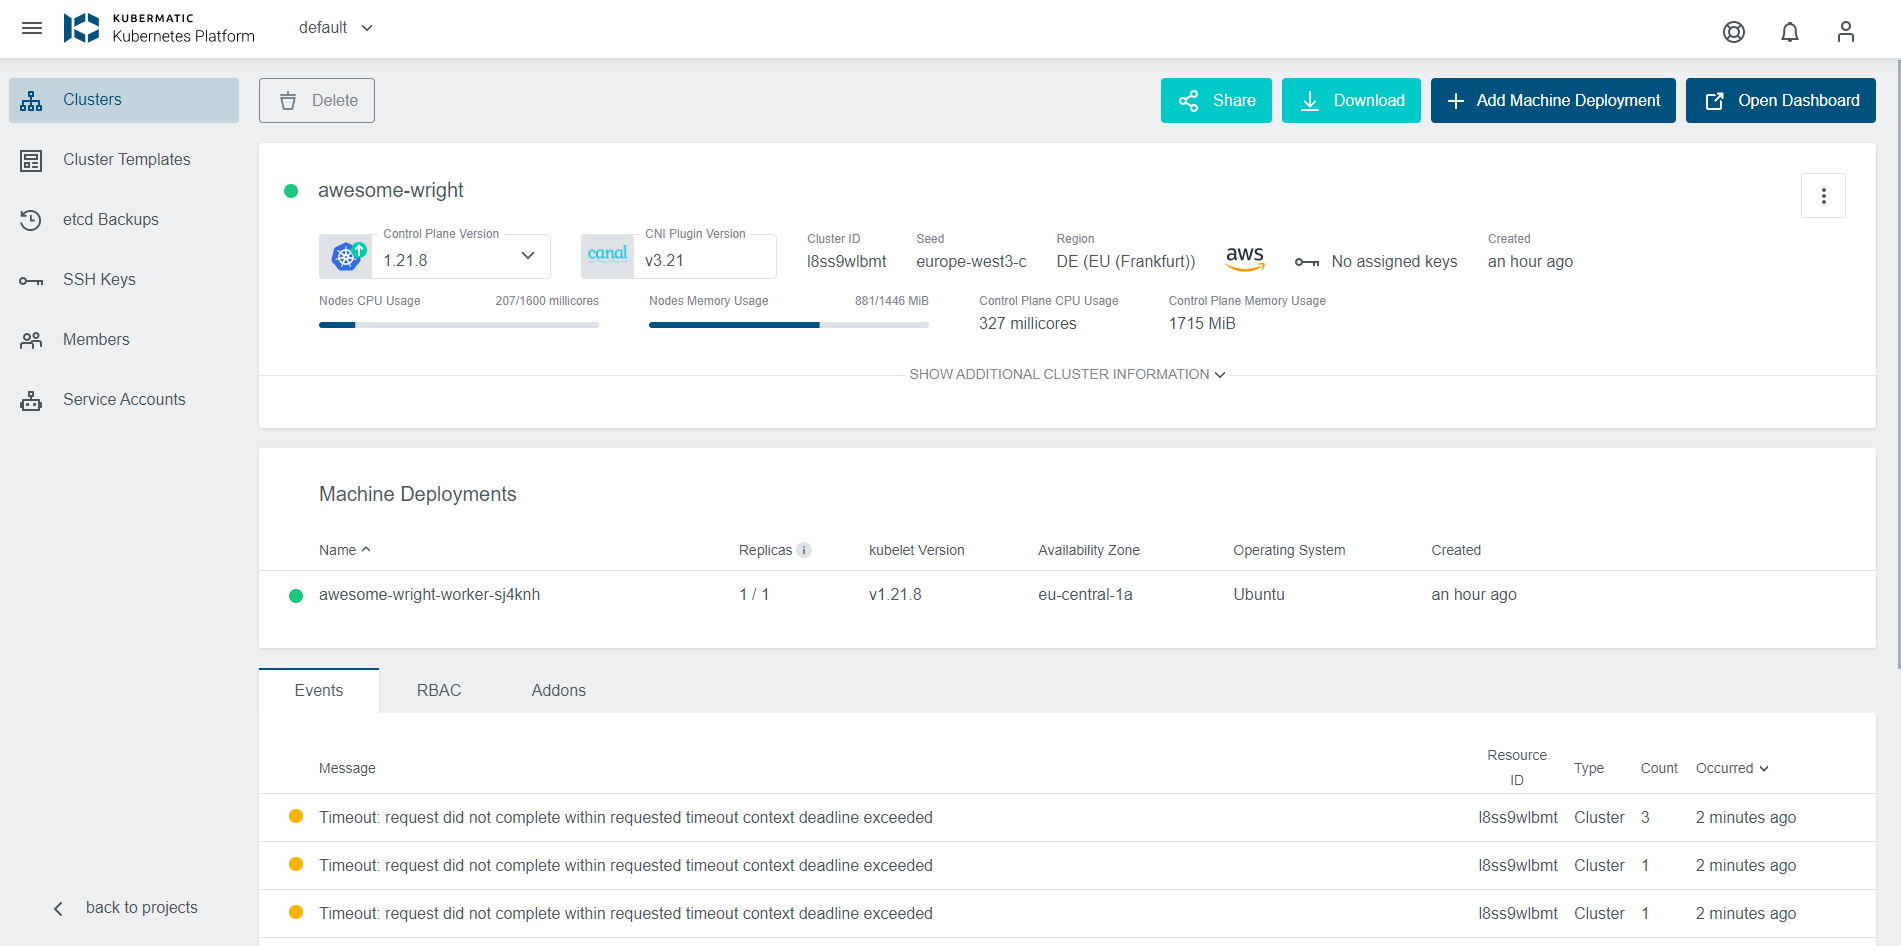 KUBERMATIC
Kubernetes Platform
default
Clusters
Cluster Templates
etcd Backups
SSH Keys
Members
Service Accounts
back to projects
Delete
Share
Download
Add Machine Deployment
Open Dashboard
awesome-wright
Control Plane Version
1.21.8
canal
CNI Plugin Version
v3.21
Cluster ID
l8ss9wlbmt
Seed
europe-west3-c
Region
DE (EU (Frankfurt))
aws
No assigned keys
Created
an hour ago
Nodes CPU Usage 207/1600 millicores
Nodes Memory Usage 881/1446 MiB
Control Plane CPU Usage
327 millicores
Control Plane Memory Usage
1715 MiB
SHOW ADDITIONAL CLUSTER INFORMATION
Machine Deployments
Name Replicas kubelet Version Availability Zone Operating System Created
awesome-wright-worker-sj4knh 1 / 1 v1.21.8 eu-central-1a Ubuntu an hour ago
Events RBAC Addons
Message Resource ID Type Count Occurred
Timeout: request did not complete within requested timeout context deadline exceeded l8ss9wlbmt Cluster 3 2 minutes ago
Timeout: request did not complete within requested timeout context deadline exceeded l8ss9wlbmt Cluster 1 2 minutes ago
Timeout: request did not complete within requested timeout context deadline exceeded l8ss9wlbmt Cluster 1 2 minutes ago